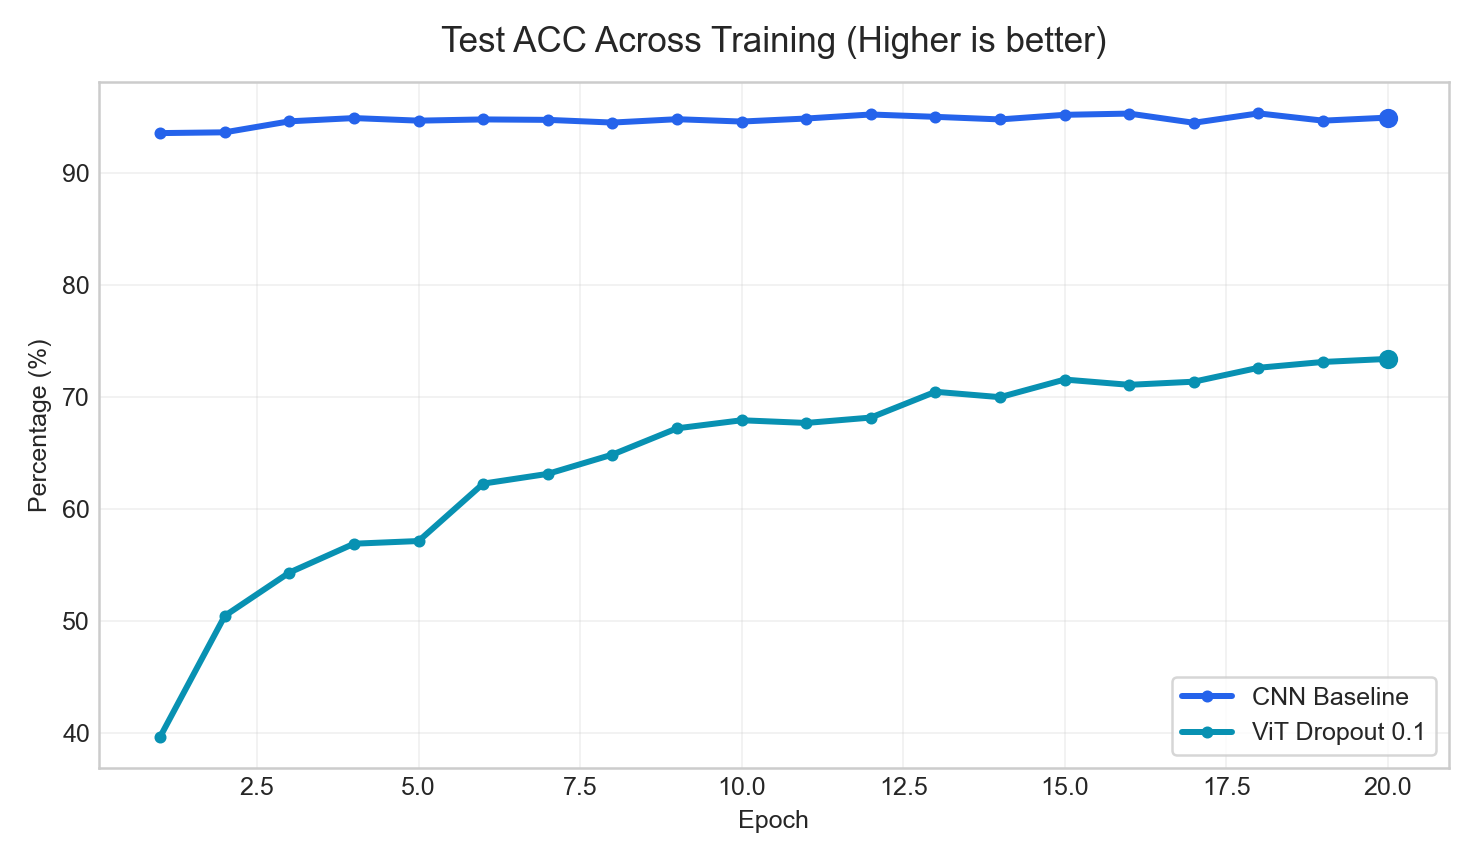 Test ACC Across Training (Higher is better)
Percentage (%)
90
80
70
60
50
40
CNN Baseline
ViT Dropout 0.1
2.5 5.0 7.5 10.0 12.5 15.0 17.5 20.0
Epoch